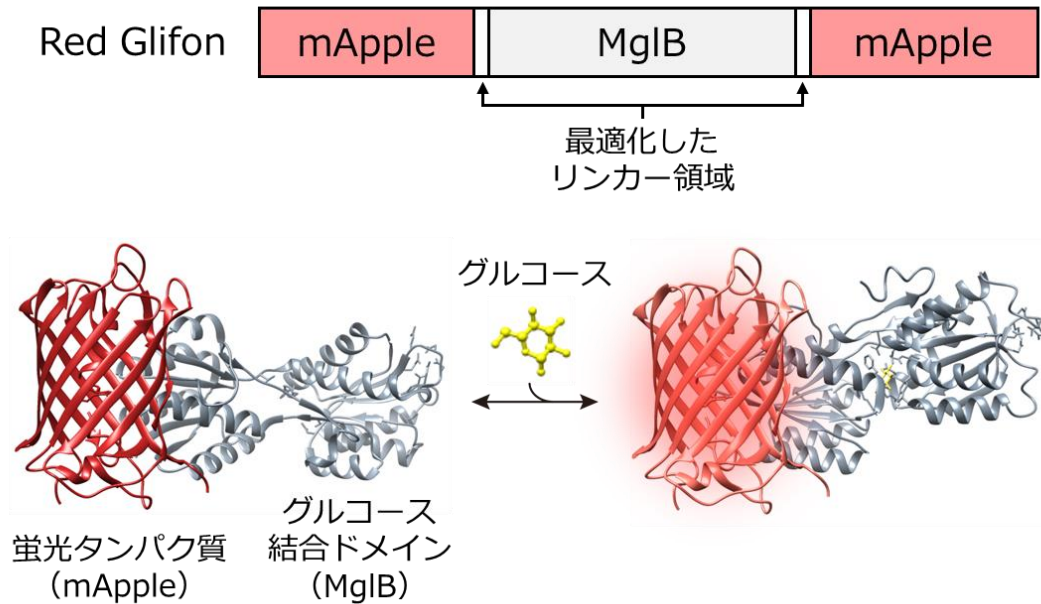 Red Glifon
mApple
MglB
mApple
最適化した
リンカー領域
グルコース
蛍光タンパク質
（mApple）
グルコース
結合ドメイン
（MglB）